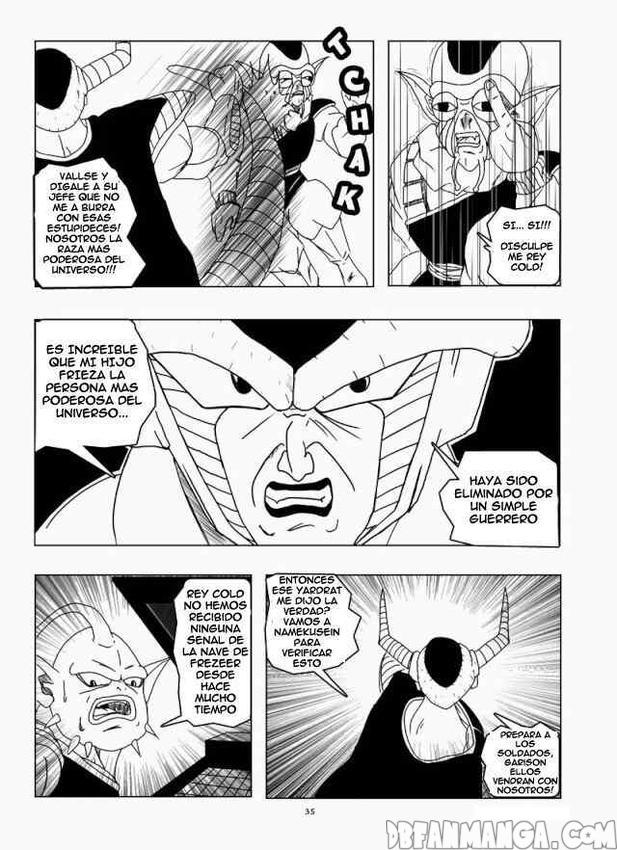 TCHAK
VALLSE Y
DIGALE A SU
JEFE QUE NO
ME A BURRA
CON ESAS
ESTUPIDECES!
NOSOTROS LA
RAZA MAS
PODEROSA DEL
UNIVERSO!!!
SI... SI!!!
DISCULPE
ME REY
COLD!
ES INCREIBLE
QUE MI HIJO
FRIEZA LA
PERSONA MAS
PODEROSA DEL
UNIVERSO...
HAYA SIDO
ELIMINADO POR
UN SIMPLE
GUERRERO
REY COLD
NO HEMOS
RECIBIDO
NINGUNA
SENAL DE
LA NAVE DE
FREZEER
DESDE
HACE
MUCHO
TIEMPO
ENTONCES
ESE YARDRAT
ME DIJO LA
VERDAD?
VAMOS A
NAMEKUSEIN
PARA
VERIFICAR
ESTO
PREPARA A
LOS
SOLDADOS,
GARISON
ELLOS
VENDRAN CON
NOSOTROS!
35
DBFANMANGA.COM